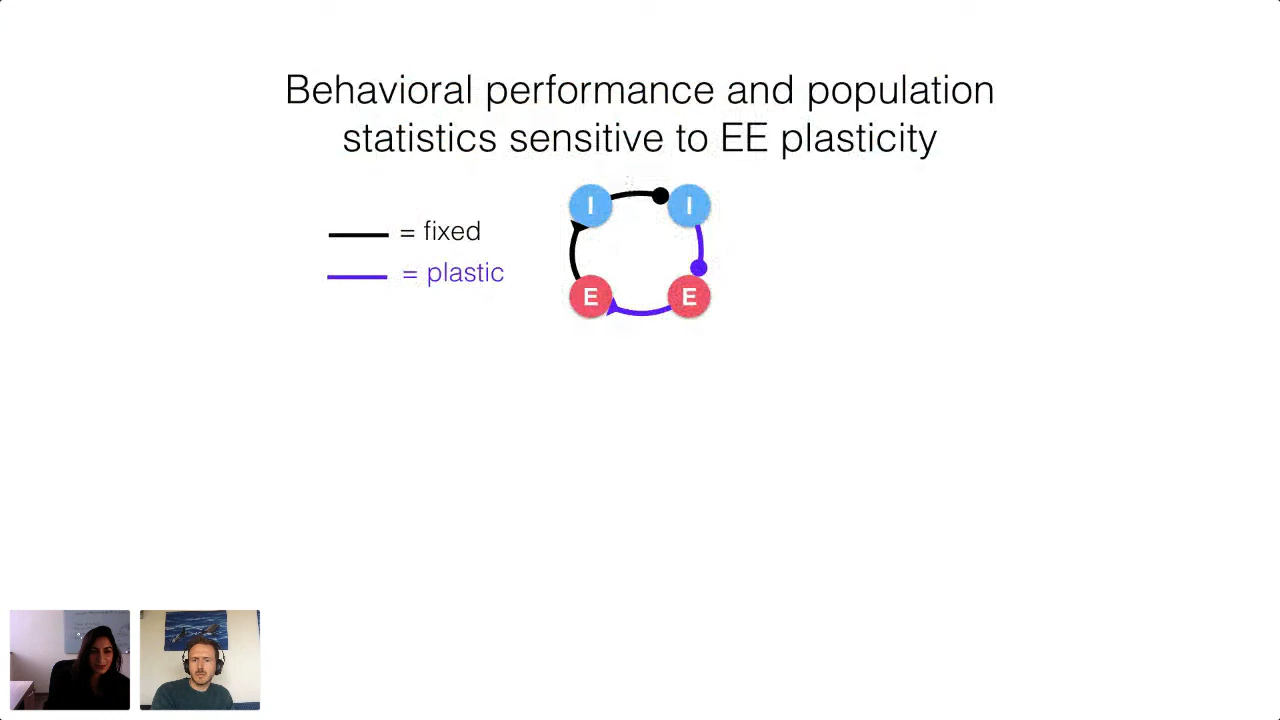 Behavioral performance and population
statistics sensitive to EE plasticity
I I
= fixed
= plastic
E E